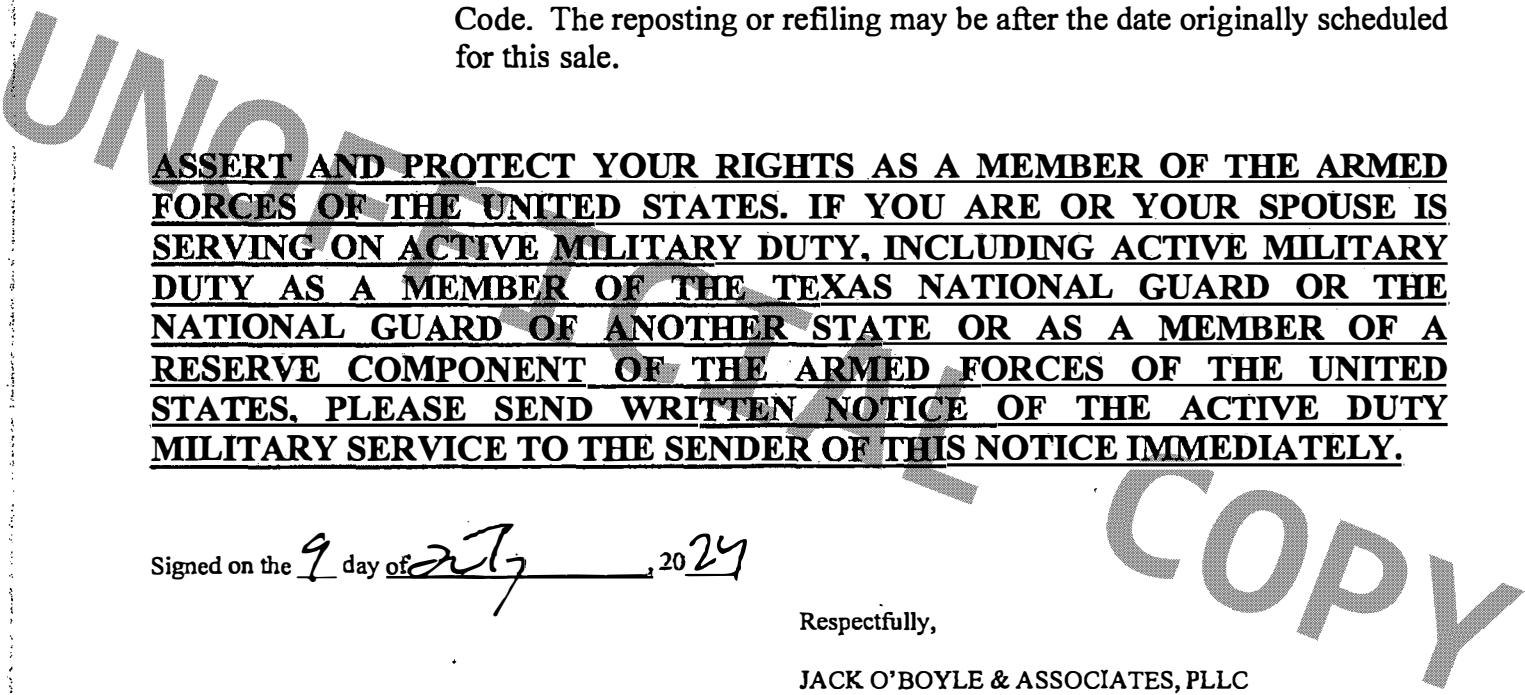 Code. The reposting or refiling may be after the date originally scheduled
for this sale.
ASSERT AND PROTECT YOUR RIGHTS AS A MEMBER OF THE ARMED
FORCES OF THE UNITED STATES. IF YOU ARE OR YOUR SPOUSE IS
SERVING ON ACTIVE MILITARY DUTY, INCLUDING ACTIVE MILITARY
DUTY AS A MEMBER OF THE TEXAS NATIONAL GUARD OR THE
NATIONAL GUARD OF ANOTHER STATE OR AS A MEMBER OF A
RESERVE COMPONENT OF THE ARMED FORCES OF THE UNITED
STATES, PLEASE SEND WRITTEN NOTICE OF THE ACTIVE DUTY
MILITARY SERVICE TO THE SENDER OF THIS NOTICE IMMEDIATELY.
Signed on the 9 day of July, 2024
Respectfully,
JACK O'BOYLE & ASSOCIATES, PLLC
UNOFFICIAL COPY